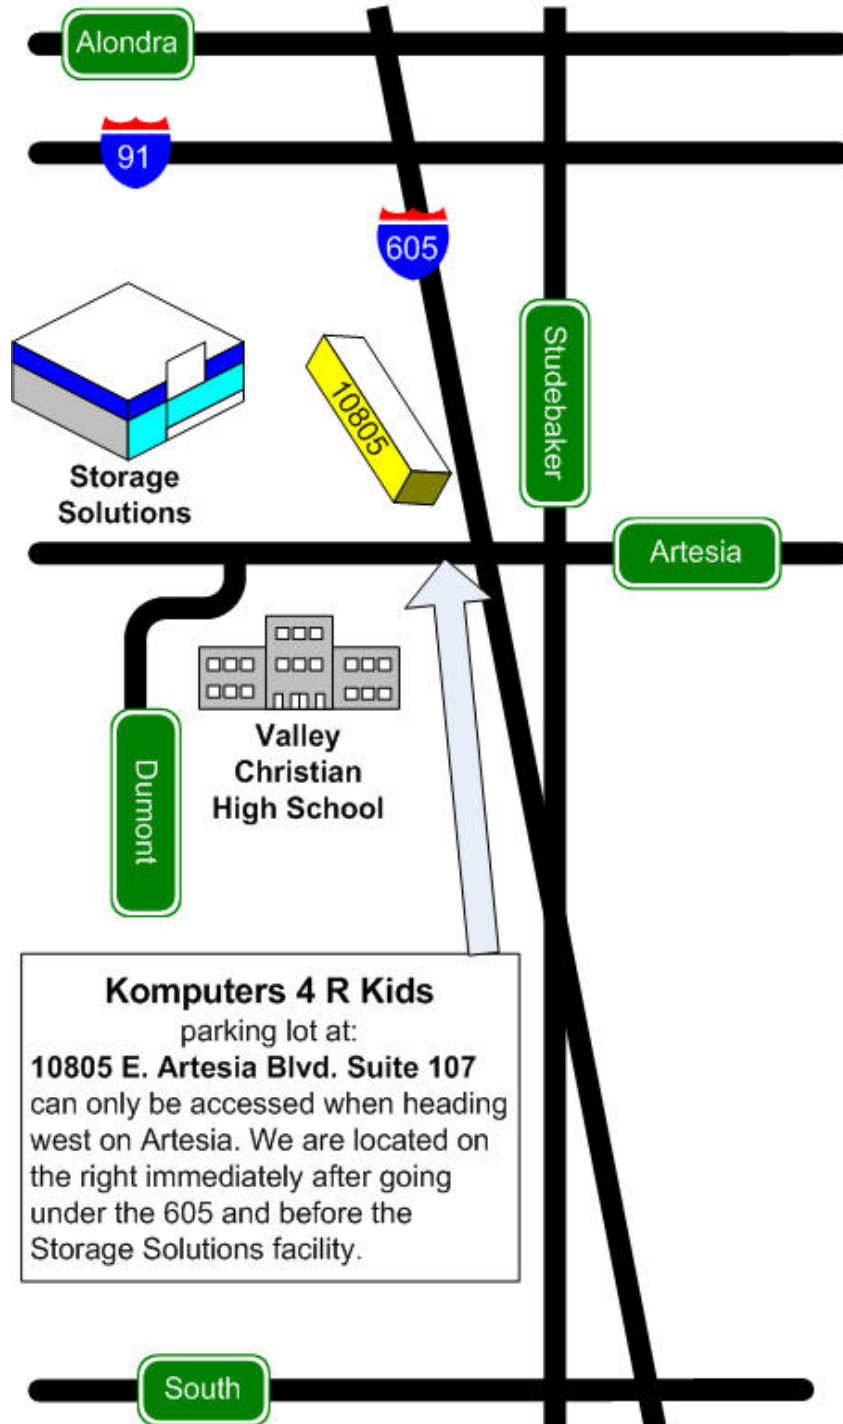 Alondra
91
605
Studebaker
10805
Storage
Solutions
Artesia
Valley
Christian
High School
Dumont
Komputers 4 R Kids
parking lot at:
10805 E. Artesia Blvd. Suite 107
can only be accessed when heading
west on Artesia. We are located on
the right immediately after going
under the 605 and before the
Storage Solutions facility.
South